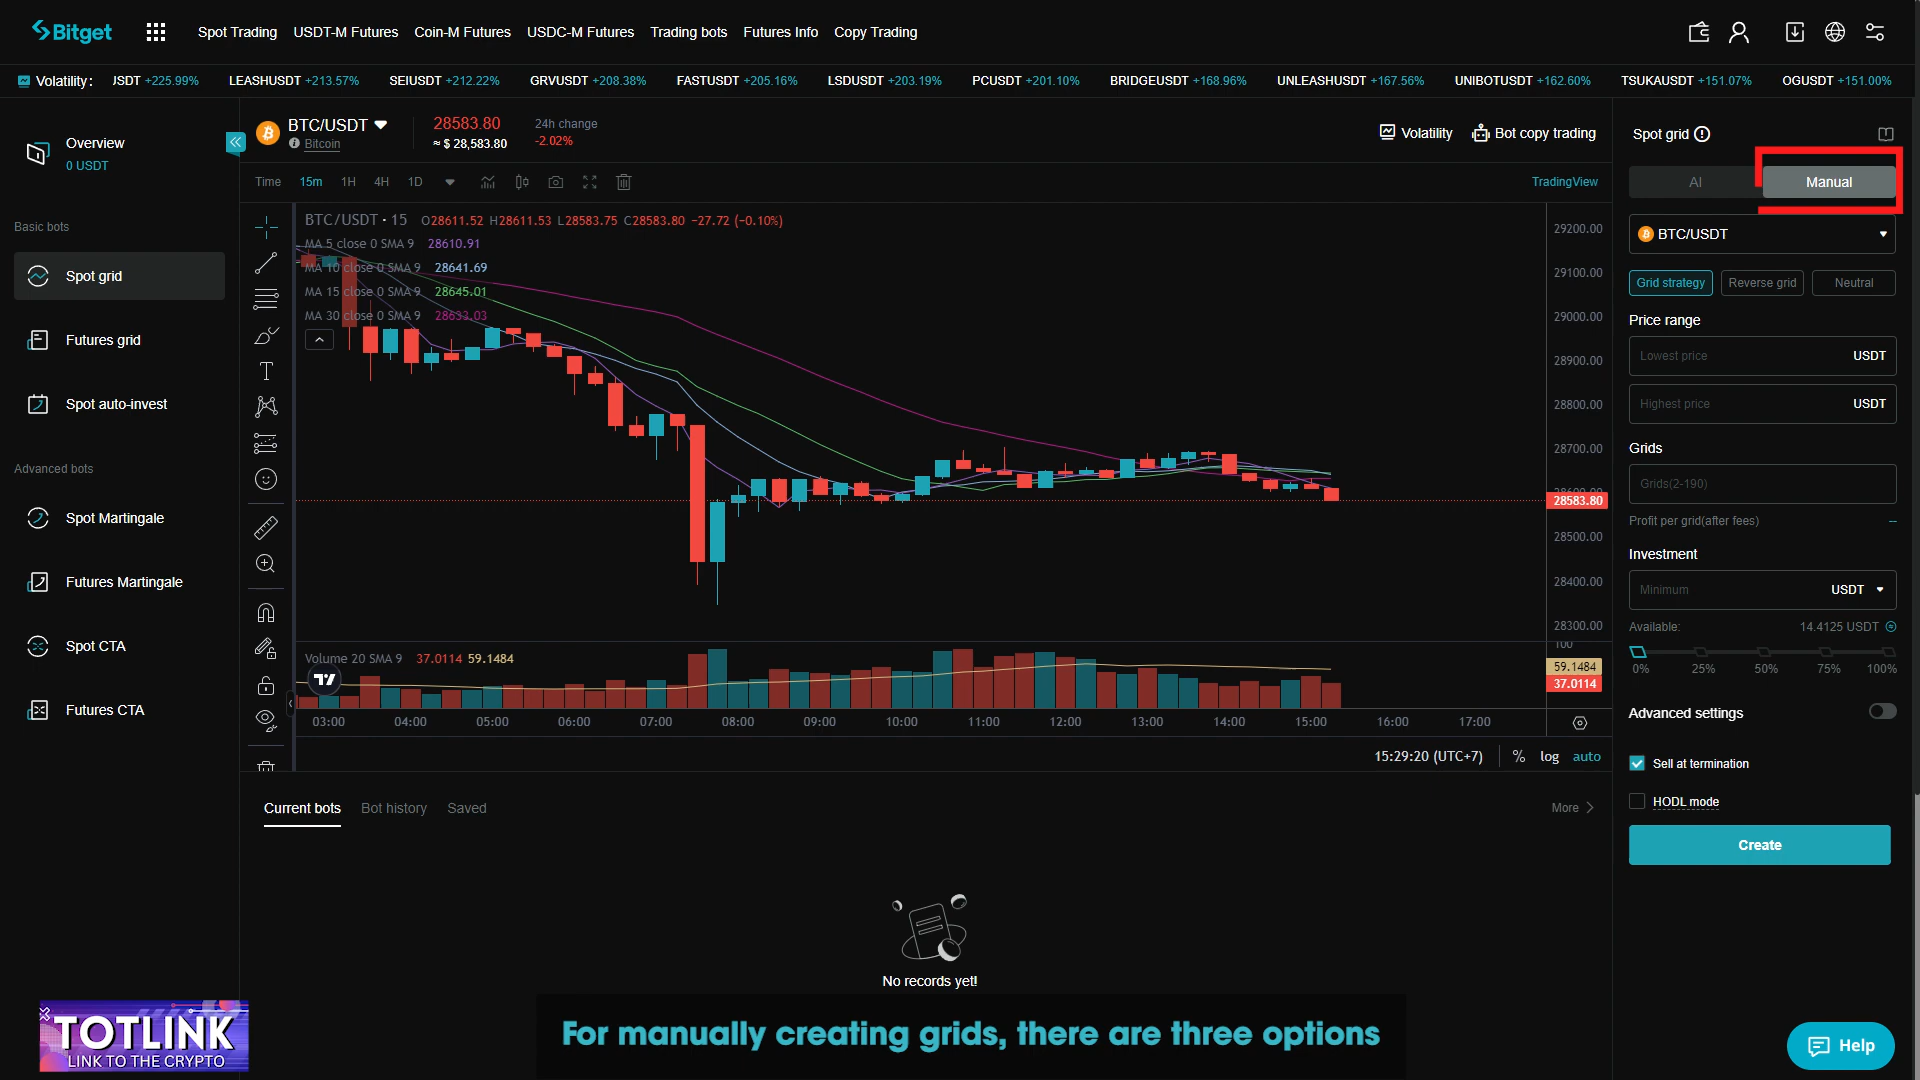 Bitget
Spot Trading USDT-M Futures Coin-M Futures USDC-M Futures Trading bots Futures Info Copy Trading
Volatility: JSDT +225.99% LEASHUSDT +213.57% SEIUSDT +212.22% GRVUSDT +208.38% FASTUSDT +205.16% LSDUSDT +203.19% PCUSDT +201.10% BRIDGEUSDT +168.96% UNLEASHUSDT +167.56% UNIBOTUSDT +162.60% TSUKAUSDT +151.07% OGUSDT +151.00%
Overview
0 USDT
Basic bots
Spot grid
Futures grid
Spot auto-invest
Advanced bots
Spot Martingale
Futures Martingale
Spot CTA
Futures CTA
BTC/USDT
Bitcoin
28583.80
≈ $ 28,583.80
24h change
-2.02%
Volatility
Bot copy trading
Time 15m 1H 4H 1D
TradingView
BTC/USDT · 15 O28611.52 H28611.53 L28583.75 C28583.80 −27.72 (−0.10%)
MA 5 close 0 SMA 9 28610.91
MA 10 close 0 SMA 9 28641.69
MA 15 close 0 SMA 9 28645.01
MA 30 close 0 SMA 9 28633.03
29200.00
29100.00
29000.00
28900.00
28800.00
28700.00
28600.00
28583.80
28500.00
28400.00
28300.00
Volume 20 SMA 9 37.0114 59.1484
100
59.1484
37.0114
03:00 04:00 05:00 06:00 07:00 08:00 09:00 10:00 11:00 12:00 13:00 14:00 15:00 16:00 17:00
15:29:20 (UTC+7) % log auto
Current bots Bot history Saved
More
No records yet!
Spot grid
AI Manual
BTC/USDT
Grid strategy Reverse grid Neutral
Price range
Lowest price USDT
Highest price USDT
Grids
Grids(2-190)
Profit per grid(after fees) --
Investment
Minimum USDT
Available: 14.4125 USDT
0% 25% 50% 75% 100%
Advanced settings
Sell at termination
HODL mode
Create
TOTLINK
LINK TO THE CRYPTO
For manually creating grids, there are three options
Help